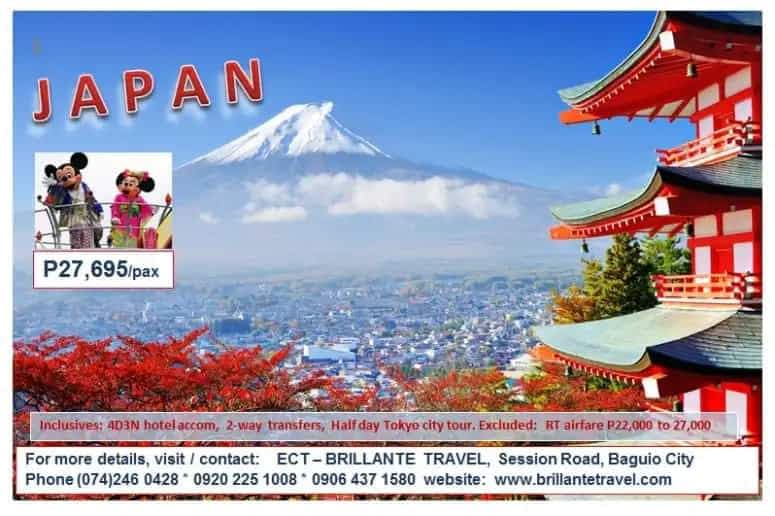 JAPAN
P27,695/pax
Inclusives: 4D3N hotel accom, 2-way transfers, Half day Tokyo city tour. Excluded: RT airfare P22,000 to 27,000
For more details, visit / contact: ECT – BRILLANTE TRAVEL, Session Road, Baguio City
Phone (074)246 0428 * 0920 225 1008 * 0906 437 1580 website: www.brillantetravel.com